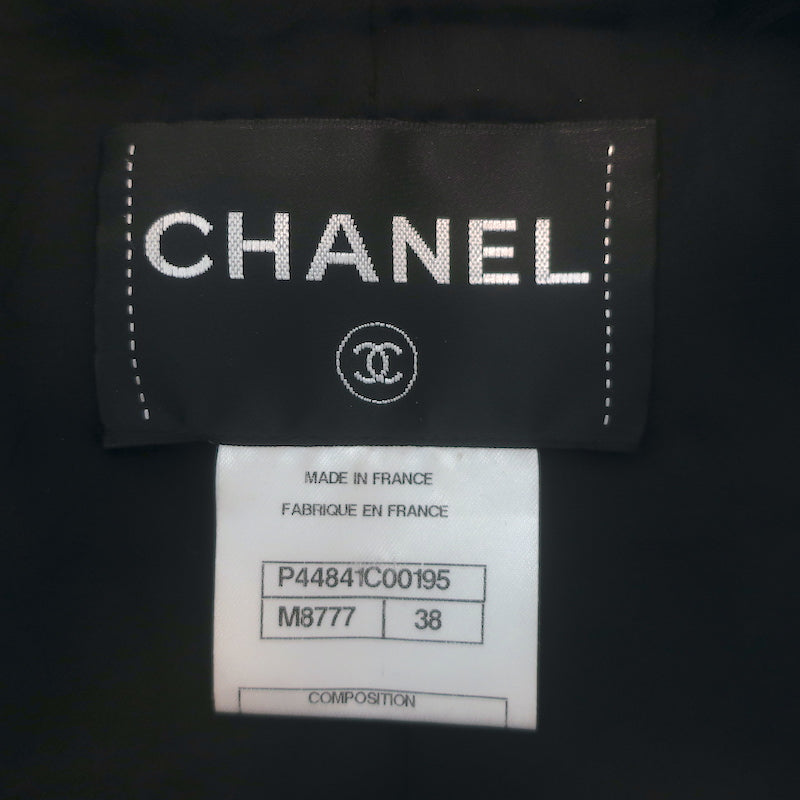 CHANEL
MADE IN FRANCE
FABRIQUE EN FRANCE
P44841C00195
M8777 38
COMPOSITION